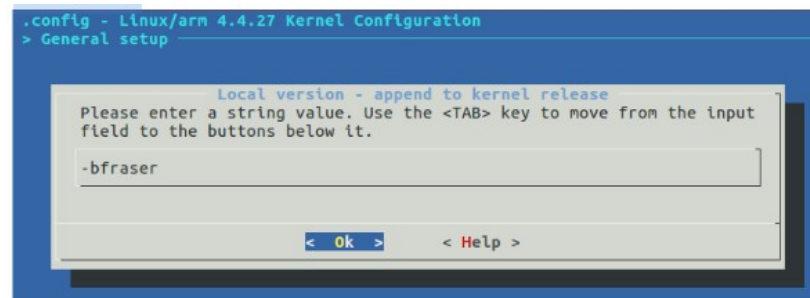 .config - Linux/arm 4.4.27 Kernel Configuration
> General setup
Local version - append to kernel release
Please enter a string value. Use the <TAB> key to move from the input
field to the buttons below it.
-bfraser
< Ok > < Help >